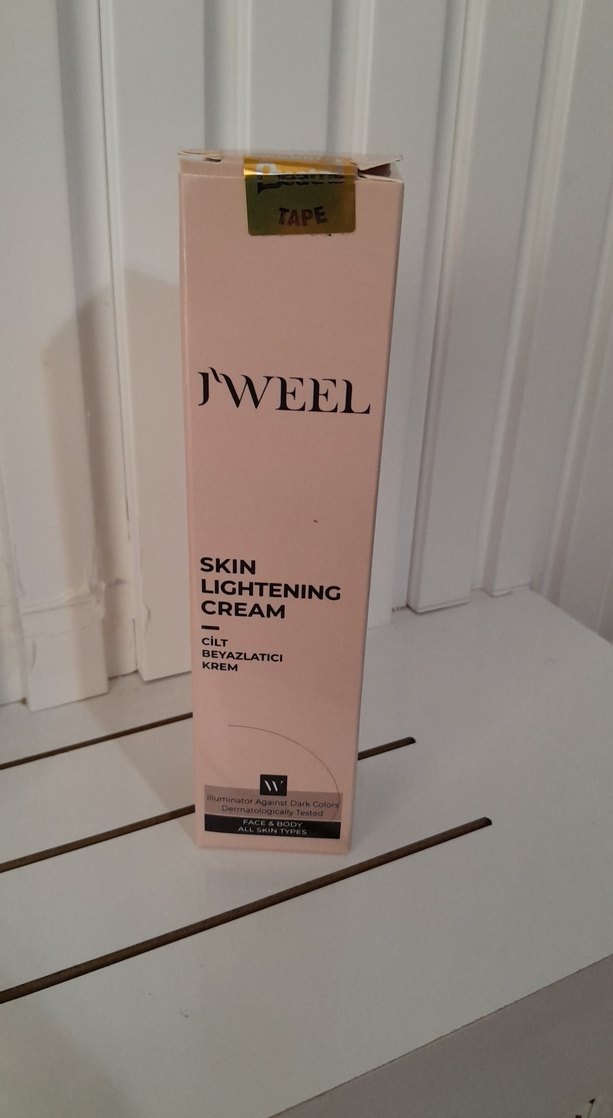 TAPE
J'WEEL
SKIN
LIGHTENING
CREAM
CİLT
BEYAZLATICI
KREM
W
Illuminator Against Dark Colors
Dermatologically Tested
FACE & BODY
ALL SKIN TYPES